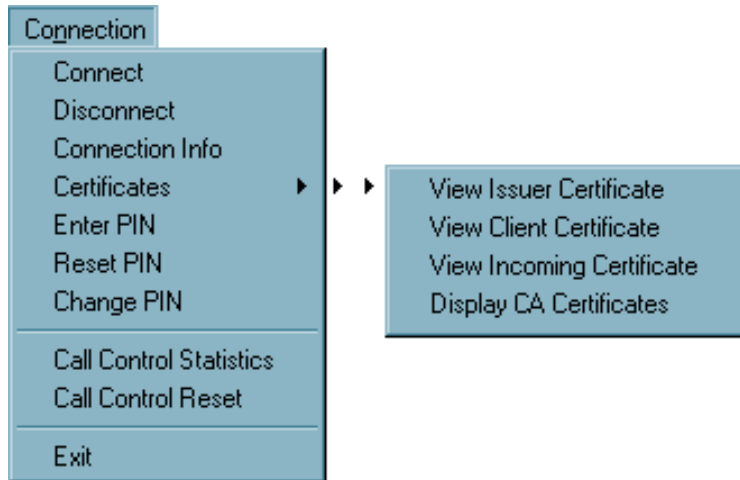 Connection
Connect
Disconnect
Connection Info
Certificates
Enter PIN
Reset PIN
Change PIN
Call Control Statistics
Call Control Reset
Exit
View Issuer Certificate
View Client Certificate
View Incoming Certificate
Display CA Certificates